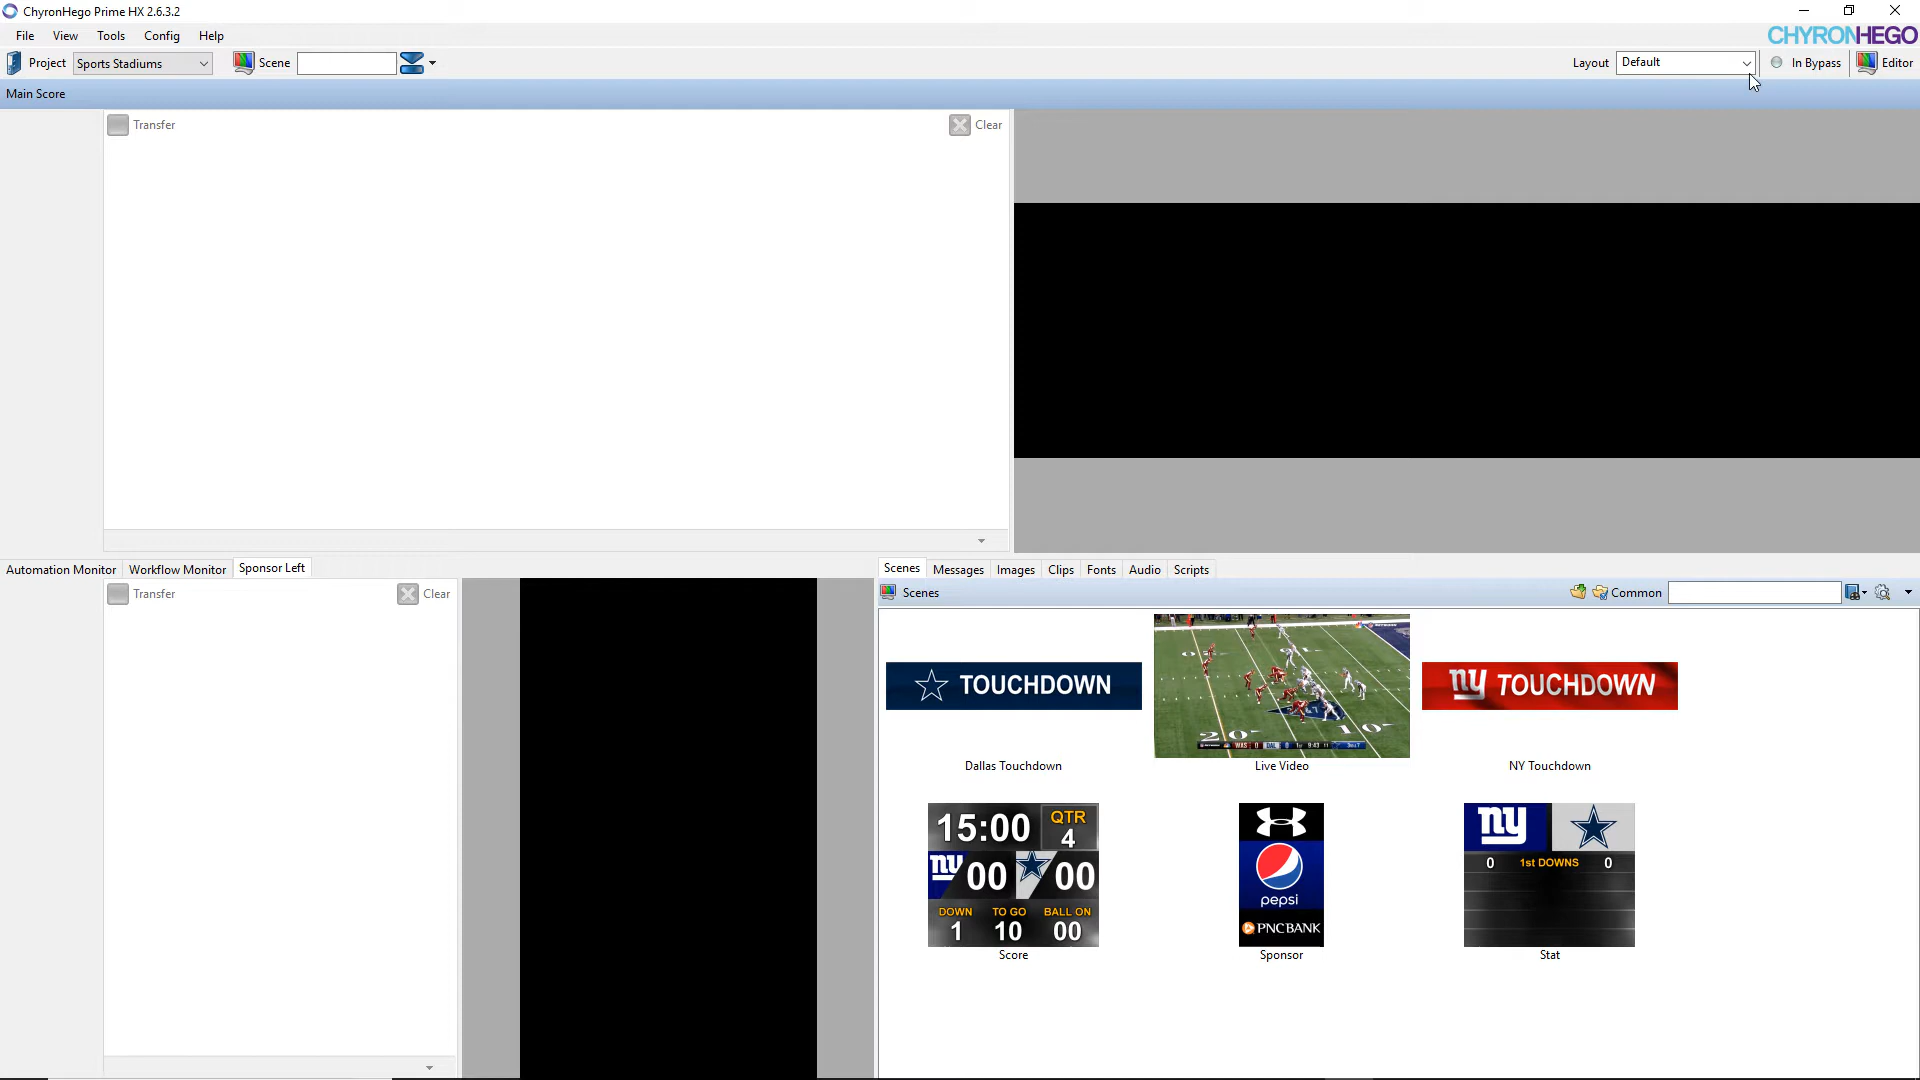 ChyronHego Prime HX 2.6.3.2
File View Tools Config Help
CHYRONHEGO
Project Sports Stadiums Scene Layout Default In Bypass Editor
Main Score
Transfer Clear
Automation Monitor Workflow Monitor Sponsor Left
Scenes Messages Images Clips Fonts Audio Scripts
Transfer Clear
Scenes Common
TOUCHDOWN
ny TOUCHDOWN
Dallas Touchdown Live Video NY Touchdown
15:00 QTR 4
ny 00 00
DOWN TO GO BALL ON
1 10 00
pepsi
PNCBANK
ny
0 1st DOWNS 0
Score Sponsor Stat